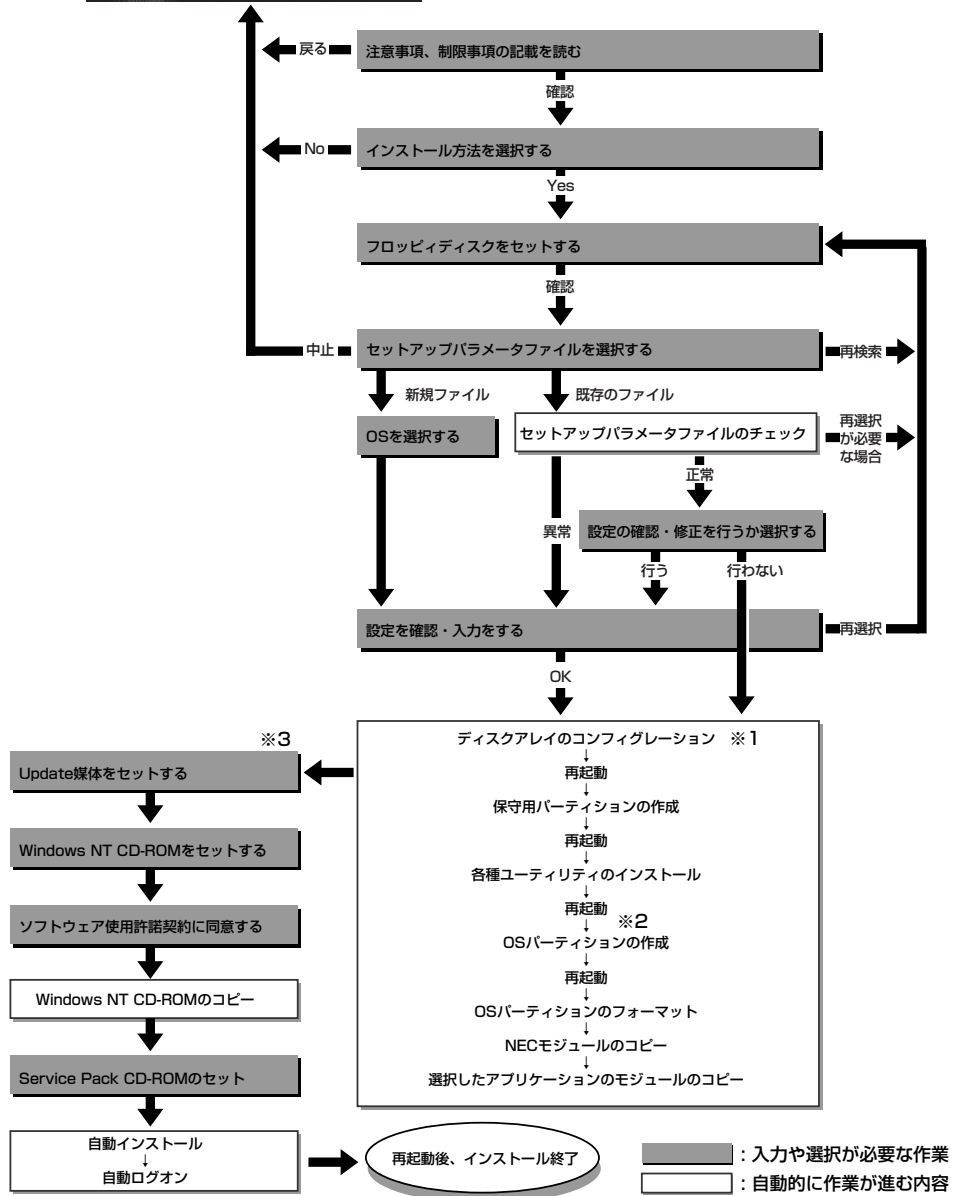 戻る
注意事項、制限事項の記載を読む
確認
No
インストール方法を選択する
Yes
フロッピィディスクをセットする
確認
中止
セットアップパラメータファイルを選択する
再検索
新規ファイル
既存のファイル
OSを選択する
セットアップパラメータファイルのチェック
再選択
が必要
な場合
正常
異常
設定の確認・修正を行うか選択する
行う
行わない
設定を確認・入力をする
再選択
OK
ディスクアレイのコンフィグレーション ※1
↓
再起動
↓
保守用パーティションの作成
↓
再起動
↓
各種ユーティリティのインストール
↓
再起動
↓ ※2
OSパーティションの作成
↓
再起動
↓
OSパーティションのフォーマット
↓
NECモジュールのコピー
↓
選択したアプリケーションのモジュールのコピー
※3
Update媒体をセットする
Windows NT CD-ROMをセットする
ソフトウェア使用許諾契約に同意する
Windows NT CD-ROMのコピー
Service Pack CD-ROMのセット
自動インストール
↓
自動ログオン
再起動後、インストール終了
：入力や選択が必要な作業
：自動的に作業が進む内容